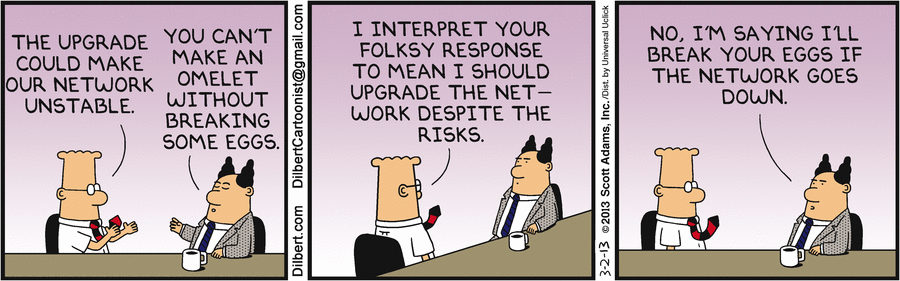 THE UPGRADE
COULD MAKE
OUR NETWORK
UNSTABLE.
YOU CAN'T
MAKE AN
OMELET
WITHOUT
BREAKING
SOME EGGS.
Dilbert.com DilbertCartoonist@gmail.com
I INTERPRET YOUR
FOLKSY RESPONSE
TO MEAN I SHOULD
UPGRADE THE NET–
WORK DESPITE THE
RISKS.
3-2-13 ©2013 Scott Adams, Inc./Dist. by Universal Uclick
NO, I'M SAYING I'LL
BREAK YOUR EGGS IF
THE NETWORK GOES
DOWN.